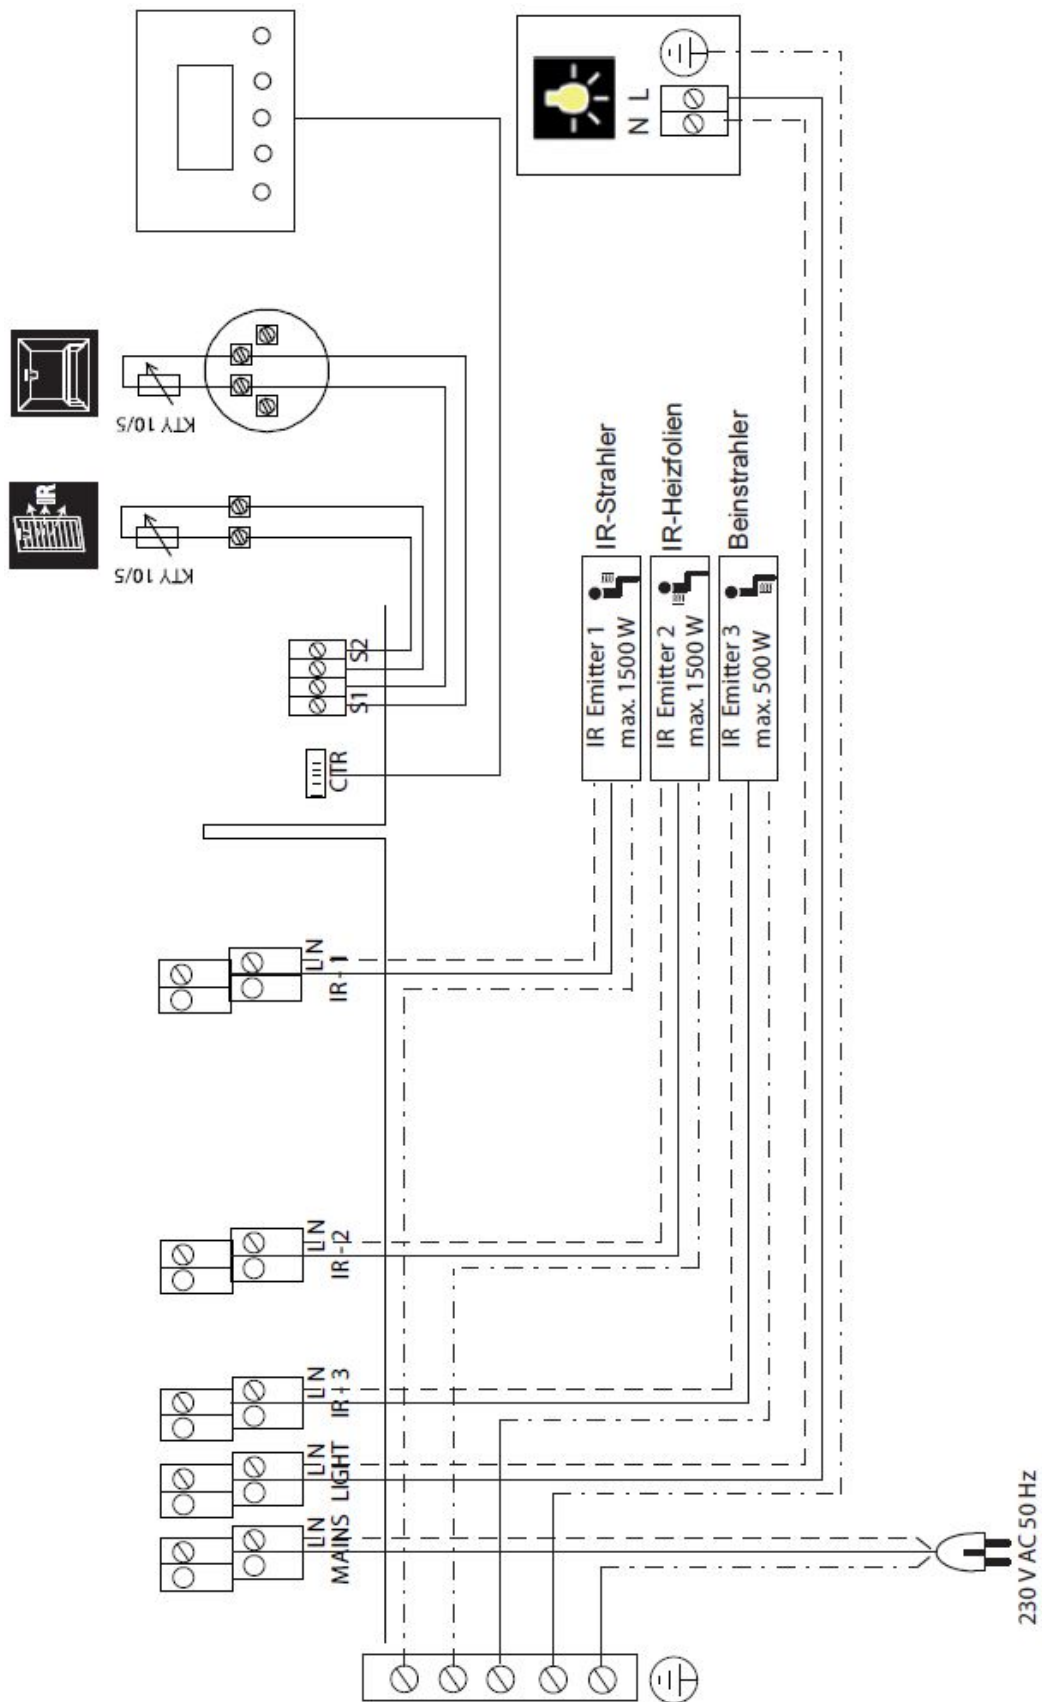 N L
IR
KTY 10/5
KTY 10/5
S1
S2
CTR
IR-Strahler
IR Emitter 1
max. 1500 W
IR-Heizfolien
IR Emitter 2
max. 1500 W
Beinstrahler
IR Emitter 3
max. 500 W
L N
IR - 1
L N
IR - 2
L N
IR - 3
L N
LIGHT
L N
MAINS
230 V AC 50 Hz